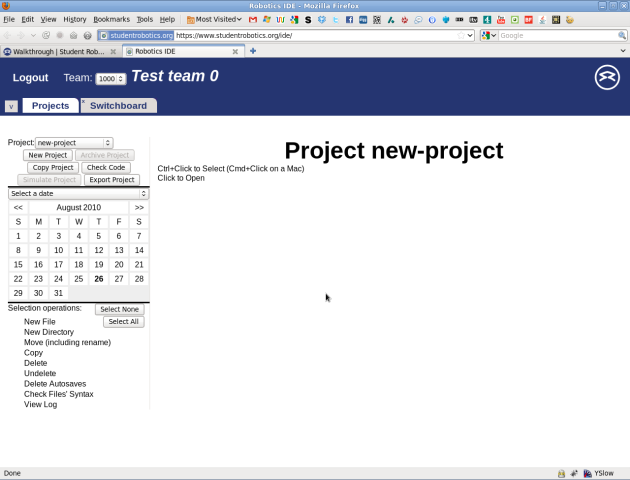 Robotics IDE - Mozilla Firefox
File Edit View History Bookmarks Tools Help Most Visited
studentrobotics.org https://www.studentrobotics.org/ide/ Google
Walkthrough | Student Rob... Robotics IDE
Logout Team: 1000 Test team 0
v Projects x Switchboard
Project: new-project
New Project Archive Project
Copy Project Check Code
Simulate Project Export Project
Select a date
<< August 2010 >>
S M T W T F S
1 2 3 4 5 6 7
8 9 10 11 12 13 14
15 16 17 18 19 20 21
22 23 24 25 26 27 28
29 30 31
Selection operations: Select None
New File Select All
New Directory
Move (including rename)
Copy
Delete
Undelete
Delete Autosaves
Check Files' Syntax
View Log
Project new-project
Ctrl+Click to Select (Cmd+Click on a Mac)
Click to Open
Done YSlow